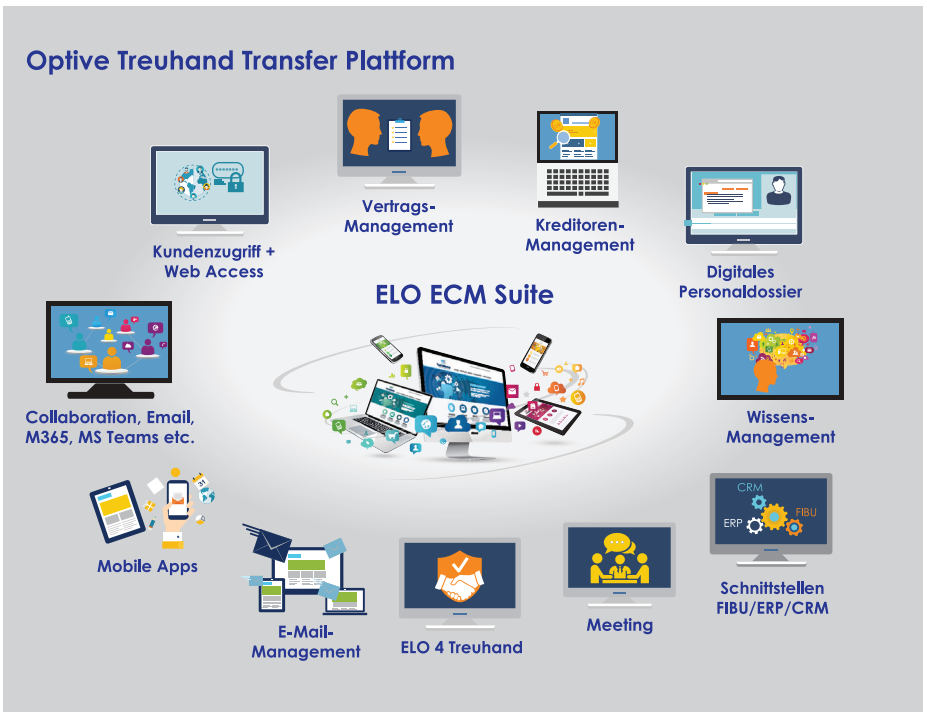 Optive Treuhand Transfer Plattform
Vertrags-
Management
Kreditoren-
Management
Kundenzugriff +
Web Access
Digitales
Personaldossier
ELO ECM Suite
Collaboration, Email,
M365, MS Teams etc.
Wissens-
Management
CRM
FIBU
ERP
31
Mobile Apps
Schnittstellen
FIBU/ERP/CRM
E-Mail-
Management
ELO 4 Treuhand
Meeting